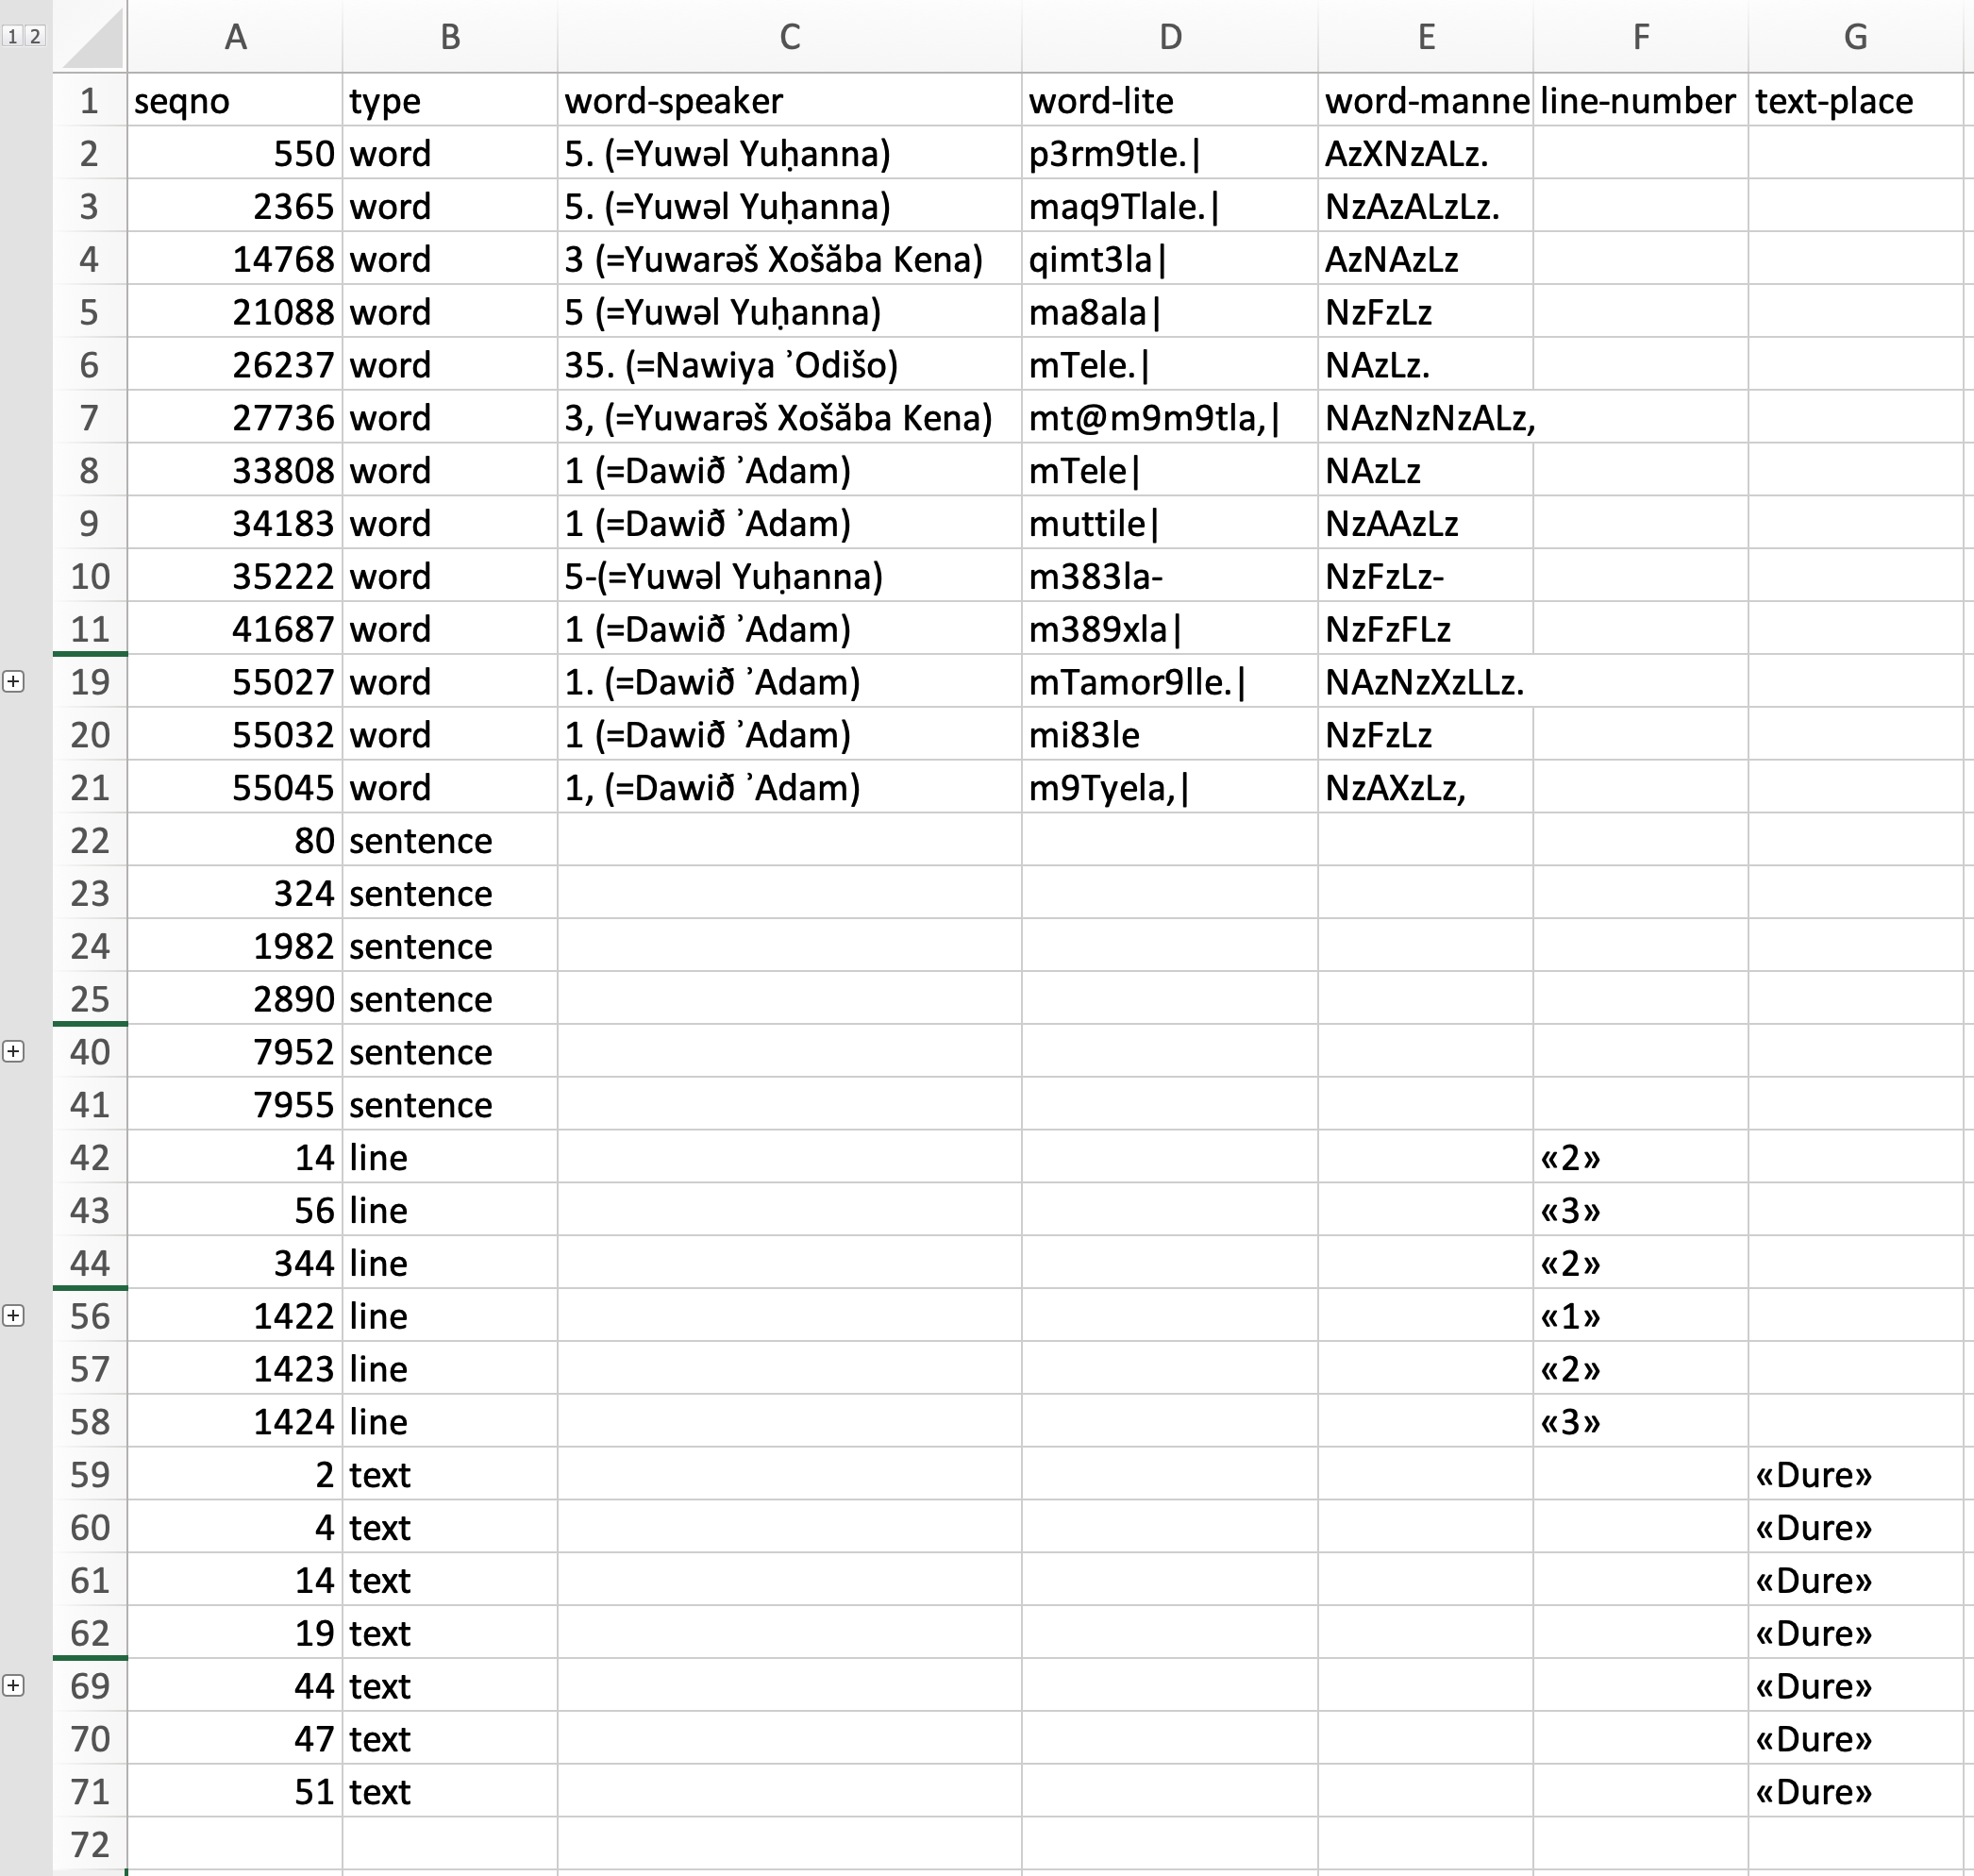 1 2 A B C D E F G
1 seqno type word-speaker word-lite word-manne line-number text-place
2 550 word 5. (=Yuwəl Yuḥanna) p3rm9tle.| AzXNzALz.
3 2365 word 5. (=Yuwəl Yuḥanna) maq9Tlale.| NzAzALzLz.
4 14768 word 3 (=Yuwarəš Xošăba Kena) qimt3la| AzNAzLz
5 21088 word 5 (=Yuwəl Yuḥanna) ma8ala| NzFzLz
6 26237 word 35. (=Nawiya ʾOdišo) mTele.| NAzLz.
7 27736 word 3, (=Yuwarəš Xošăba Kena) mt@m9m9tla,| NAzNzNzALz,
8 33808 word 1 (=Dawið ʾAdam) mTele| NAzLz
9 34183 word 1 (=Dawið ʾAdam) muttile| NzAAzLz
10 35222 word 5-(=Yuwəl Yuḥanna) m383la- NzFzLz-
11 41687 word 1 (=Dawið ʾAdam) m389xla| NzFzFLz
+ 19 55027 word 1. (=Dawið ʾAdam) mTamor9lle.| NAzNzXzLLz.
20 55032 word 1 (=Dawið ʾAdam) mi83le NzFzLz
21 55045 word 1, (=Dawið ʾAdam) m9Tyela,| NzAXzLz,
22 80 sentence
23 324 sentence
24 1982 sentence
25 2890 sentence
+ 40 7952 sentence
41 7955 sentence
42 14 line «2»
43 56 line «3»
44 344 line «2»
+ 56 1422 line «1»
57 1423 line «2»
58 1424 line «3»
59 2 text «Dure»
60 4 text «Dure»
61 14 text «Dure»
62 19 text «Dure»
+ 69 44 text «Dure»
70 47 text «Dure»
71 51 text «Dure»
72